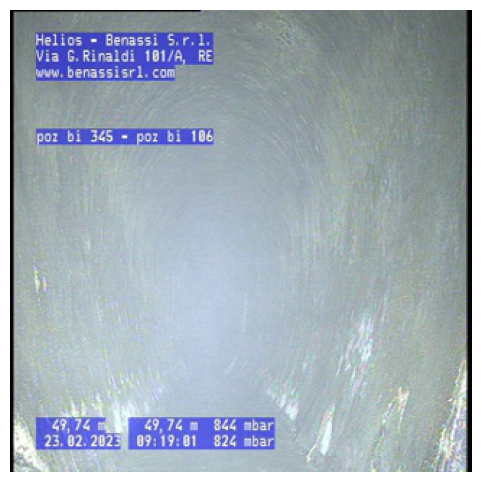 Helios - Benassi S.r.l.
Via G.Rinaldi 101/A, RE
www.benassisrl.com
poz bi 345 - poz bi 106
49,74 m 49,74 m 844 mbar
23.02.2023 09:19:01 824 mbar